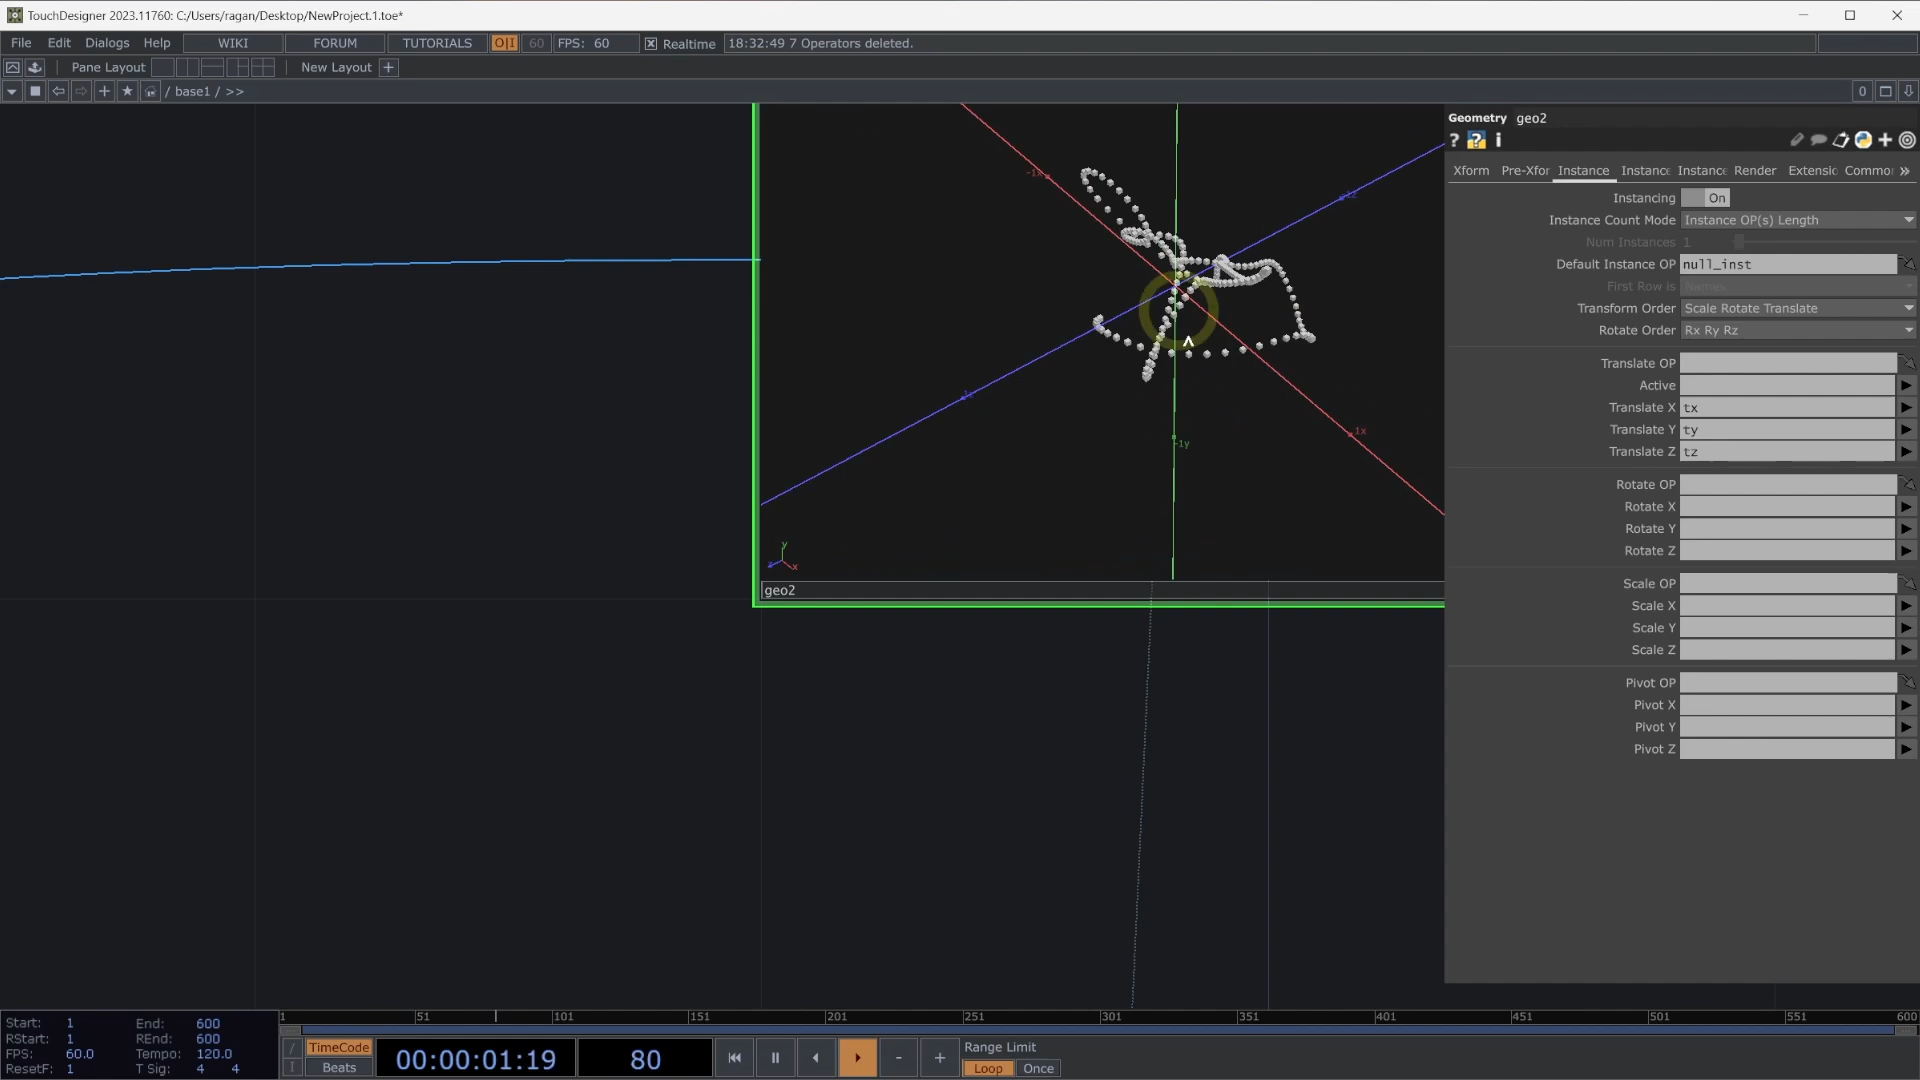 TouchDesigner 2023.11760: C:/Users/ragan/Desktop/NewProject.1.toe*
File Edit Dialogs Help WIKI FORUM TUTORIALS O|I 60 FPS: 60 Realtime 18:32:49 7 Operators deleted.
Pane Layout New Layout +
/ base1 / >> 0
Geometry geo2
? ? i
Xform Pre-Xfor Instance Instance Instance Render Extensio Commo »
Instancing On
Instance Count Mode Instance OP(s) Length
Num Instances 1
Default Instance OP null_inst
First Row is Names
Transform Order Scale Rotate Translate
Rotate Order Rx Ry Rz
Translate OP
Active
Translate X tx
Translate Y ty
Translate Z tz
Rotate OP
Rotate X
Rotate Y
Rotate Z
Scale OP
Scale X
Scale Y
Scale Z
Pivot OP
Pivot X
Pivot Y
Pivot Z
-1x
1x
-1y
y
x
geo2
1 51 101 151 201 251 301 351 401 451 501 551 600
Start: 1 End: 600
RStart: 1 REnd: 600
FPS: 60.0 Tempo: 120.0
ResetF: 1 T Sig: 4 4
TimeCode
Beats
00:00:01:19
80
- +
Range Limit
Loop Once